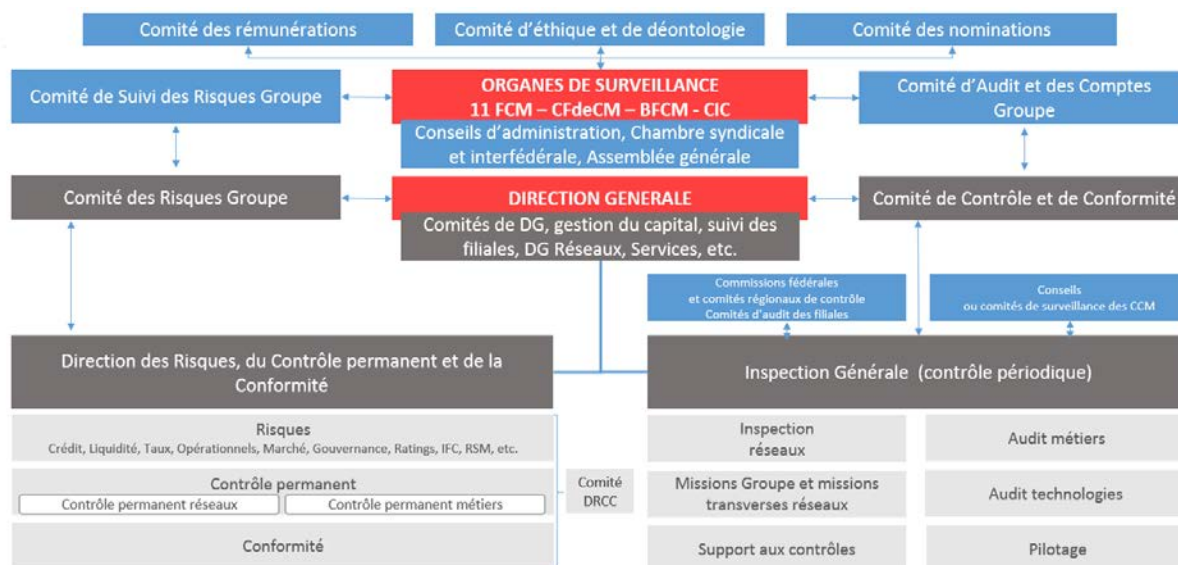 Comité des rémunérations
Comité d'éthique et de déontologie
Comité des nominations
Comité de Suivi des Risques Groupe
ORGANES DE SURVEILLANCE
11 FCM – CFdeCM – BFCM - CIC
Conseils d'administration, Chambre syndicale
et interfédérale, Assemblée générale
Comité d'Audit et des Comptes
Groupe
Comité des Risques Groupe
DIRECTION GENERALE
Comités de DG, gestion du capital, suivi des
filiales, DG Réseaux, Services, etc.
Comité de Contrôle et de Conformité
Commissions fédérales
et comités régionaux de contrôle
Comités d'audit des filiales
Conseils
ou comités de surveillance des CCM
Direction des Risques, du Contrôle permanent et de la
Conformité
Inspection Générale (contrôle périodique)
Risques
Crédit, Liquidité, Taux, Opérationnels, Marché, Gouvernance, Ratings, IFC, RSM, etc.
Contrôle permanent
Contrôle permanent réseaux
Contrôle permanent métiers
Conformité
Comité
DRCC
Inspection
réseaux
Audit métiers
Missions Groupe et missions
transverses réseaux
Audit technologies
Support aux contrôles
Pilotage